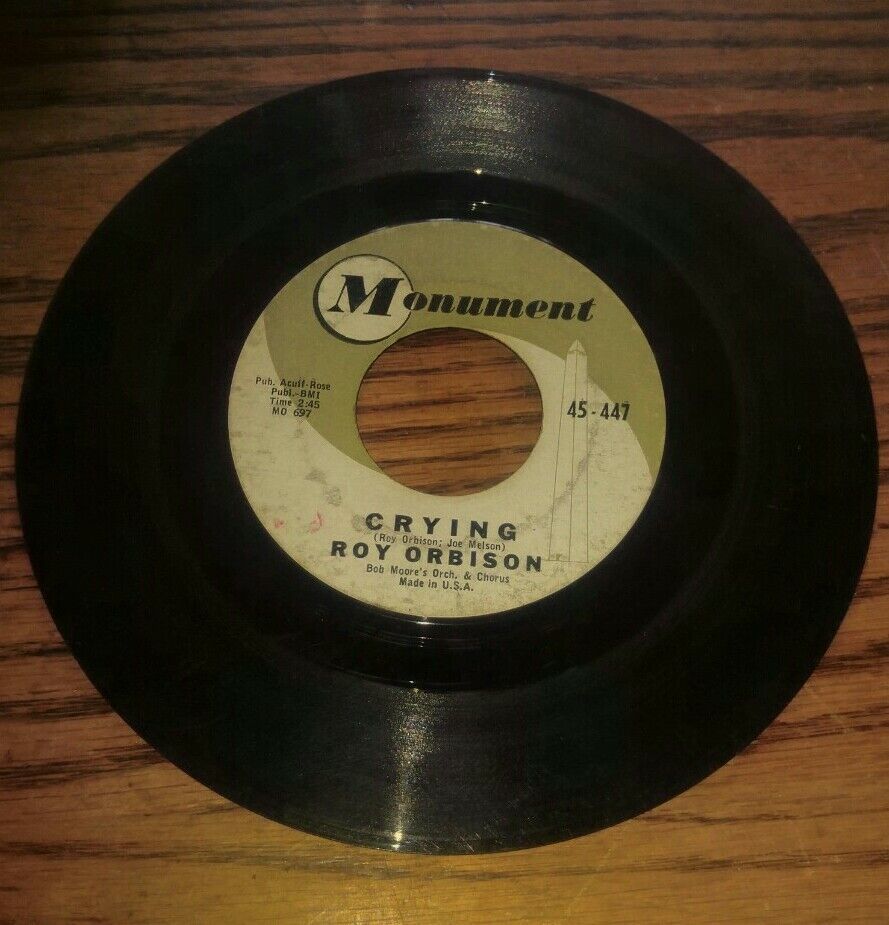 Monument
Pub. Acuff-Rose
Publ.-BMI
Time 2:45
MO 697
45-447
CRYING
(Roy Orbison; Joe Melson)
ROY ORBISON
Bob Moore's Orch. & Chorus
Made in U.S.A.